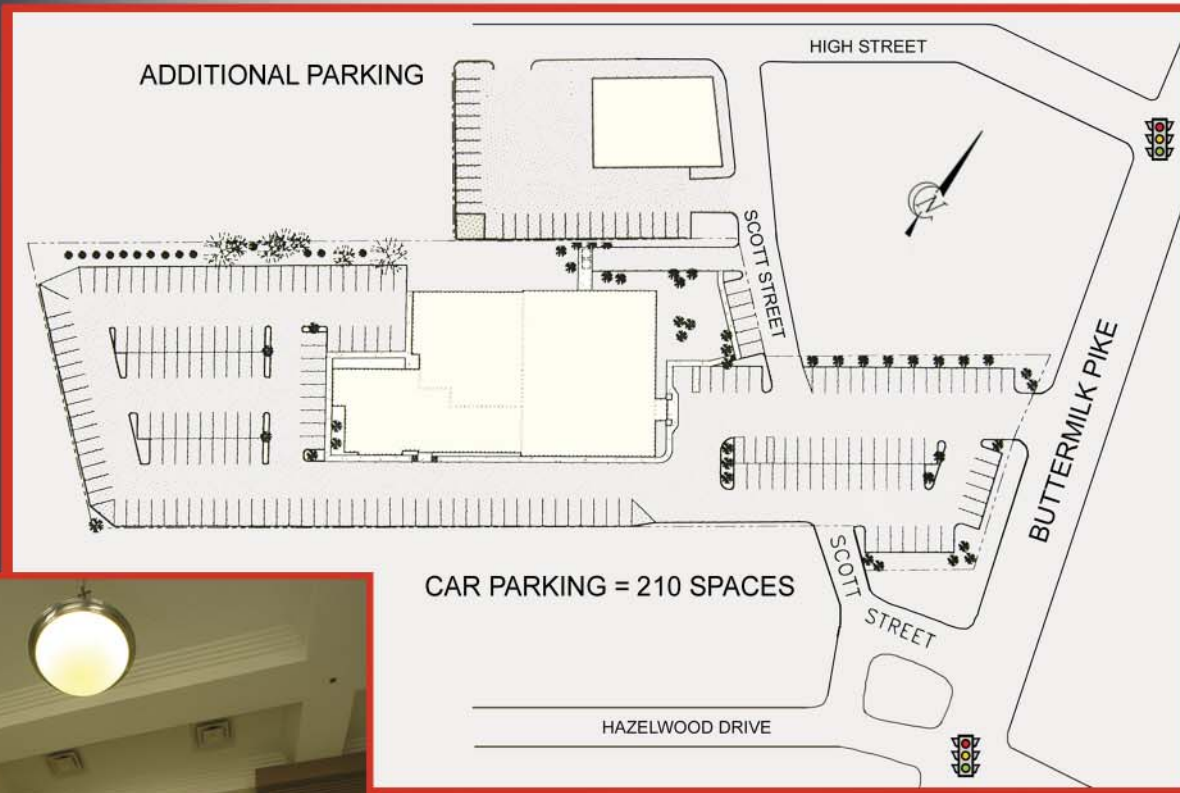 HIGH STREET
ADDITIONAL PARKING
N
SCOTT STREET
BUTTERMILK PIKE
CAR PARKING = 210 SPACES
SCOTT
STREET
HAZELWOOD DRIVE